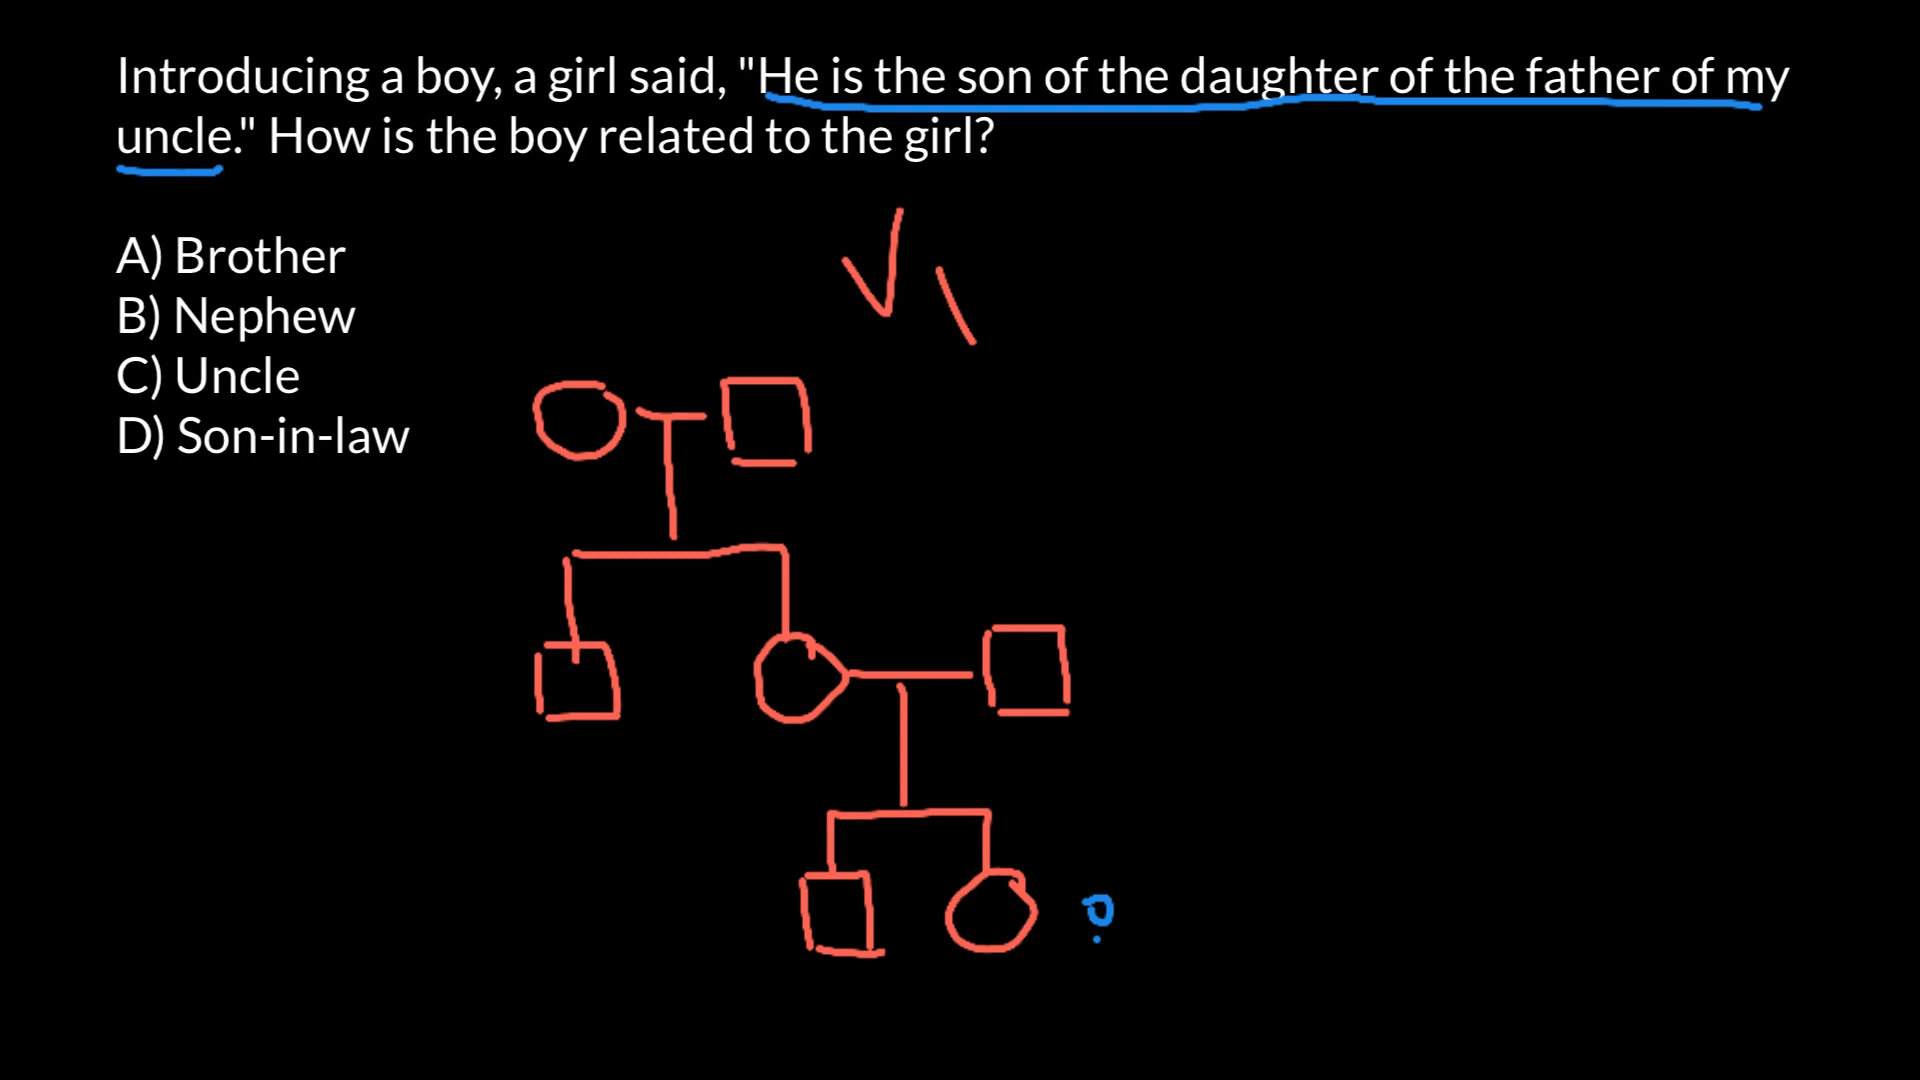 Introducing a boy, a girl said, "He is the son of the daughter of the father of my
uncle." How is the boy related to the girl?
A) Brother
B) Nephew
C) Uncle
D) Son-in-law